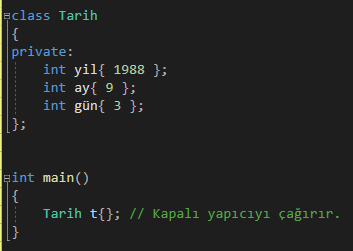 class Tarih
{
private:
    int yil{ 1988 };
    int ay{ 9 };
    int gün{ 3 };
};
int main()
{
    Tarih t{}; // Kapalı yapıcıyı çağırır.
}